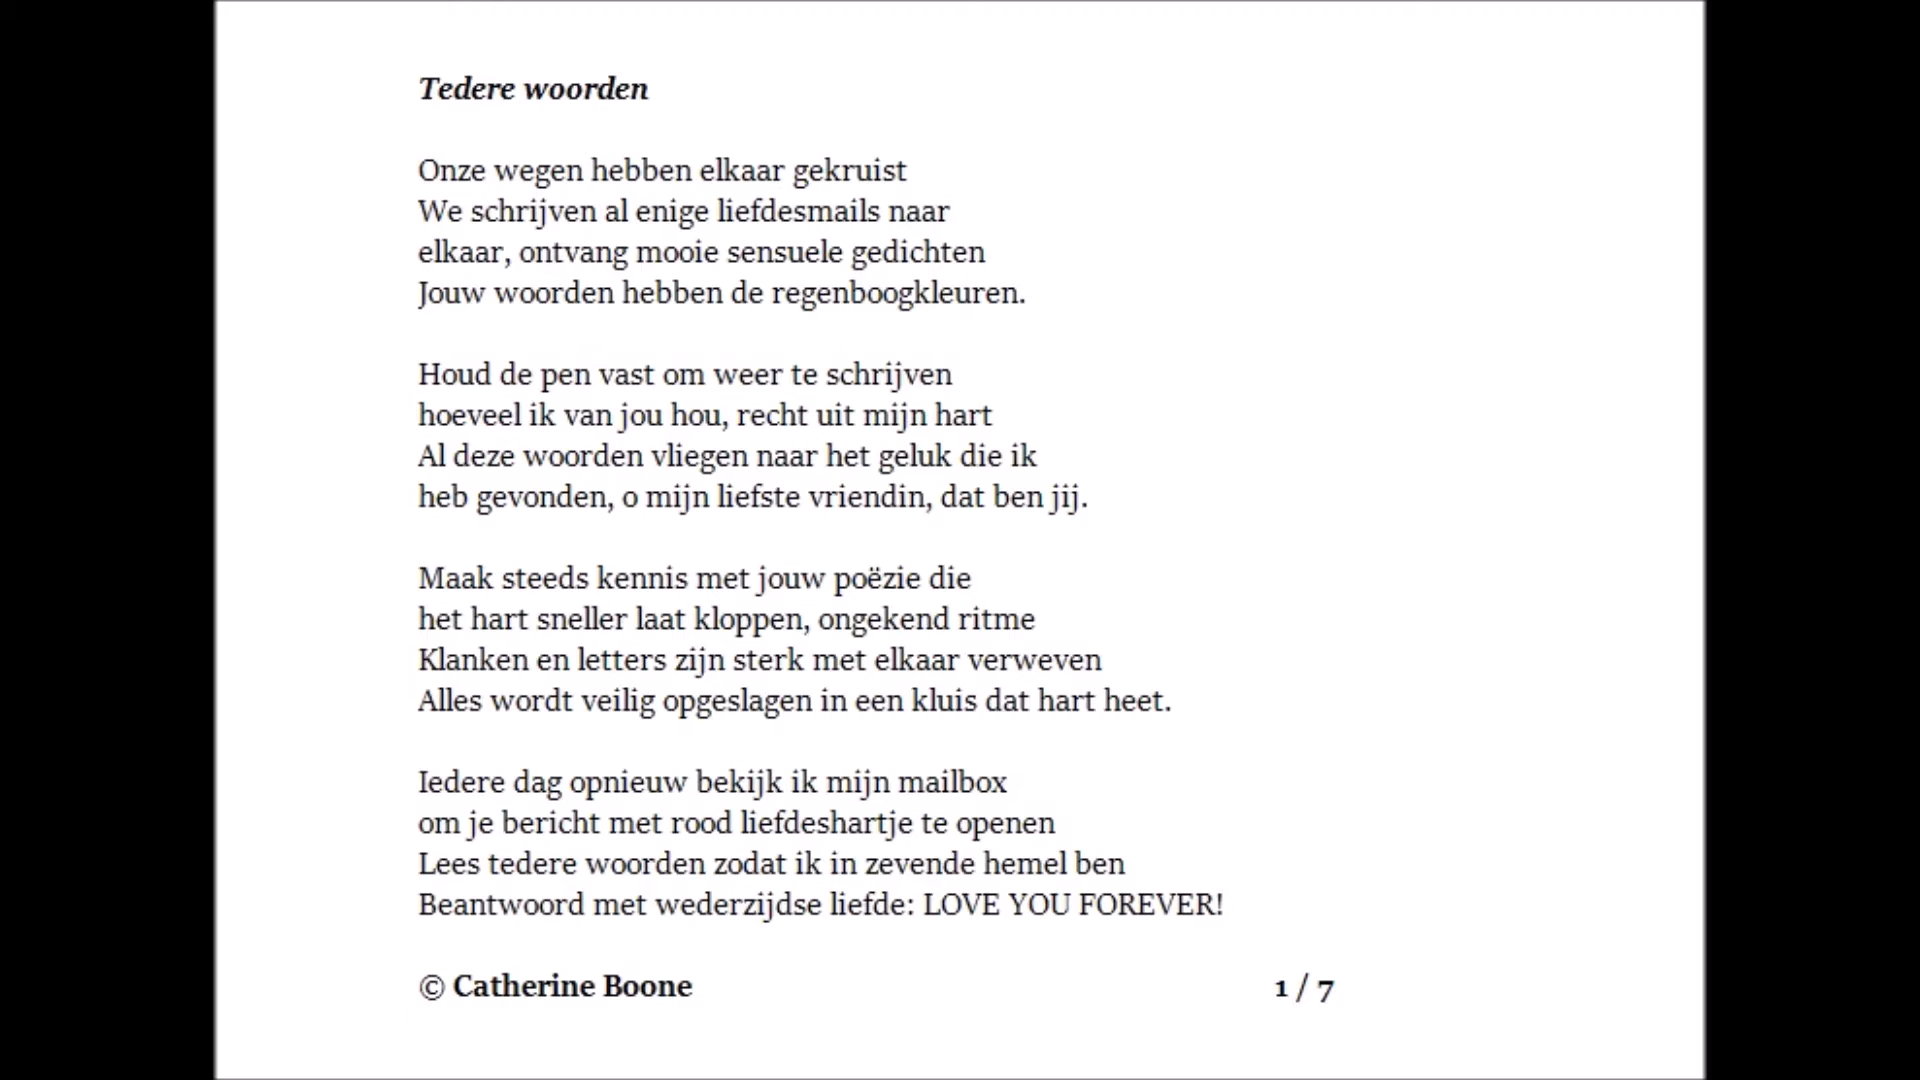 Tedere woorden
Onze wegen hebben elkaar gekruist
We schrijven al enige liefdesmails naar
elkaar, ontvang mooie sensuele gedichten
Jouw woorden hebben de regenboogkleuren.
Houd de pen vast om weer te schrijven
hoeveel ik van jou hou, recht uit mijn hart
Al deze woorden vliegen naar het geluk die ik
heb gevonden, o mijn liefste vriendin, dat ben jij.
Maak steeds kennis met jouw poëzie die
het hart sneller laat kloppen, ongekend ritme
Klanken en letters zijn sterk met elkaar verweven
Alles wordt veilig opgeslagen in een kluis dat hart heet.
Iedere dag opnieuw bekijk ik mijn mailbox
om je bericht met rood liefdeshartje te openen
Lees tedere woorden zodat ik in zevende hemel ben
Beantwoord met wederzijdse liefde: LOVE YOU FOREVER!
© Catherine Boone 1 / 7